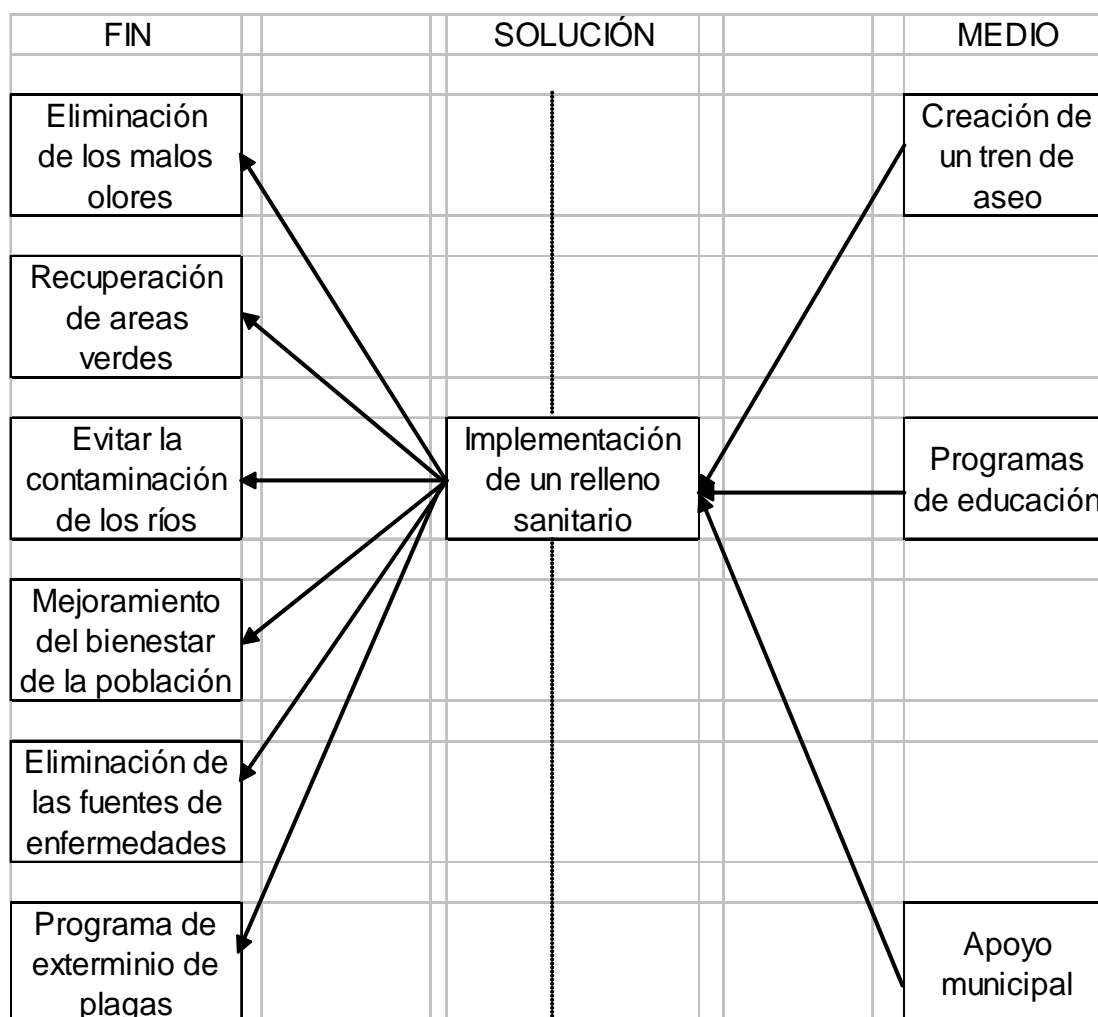 FIN
SOLUCIÓN
MEDIO
Eliminación
de los malos
olores
Creación de
un tren de
aseo
Recuperación
de areas
verdes
Evitar la
contaminación
de los ríos
Implementación
de un relleno
sanitario
Programas
de educación
Mejoramiento
del bienestar
de la población
Eliminación de
las fuentes de
enfermedades
Programa de
exterminio de
plagas
Apoyo
municipal